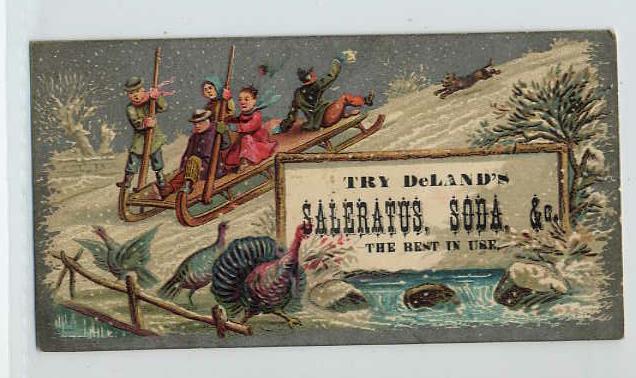 TRY DeLAND'S
SALERATUS, SODA, &c.
THE BEST IN USE.